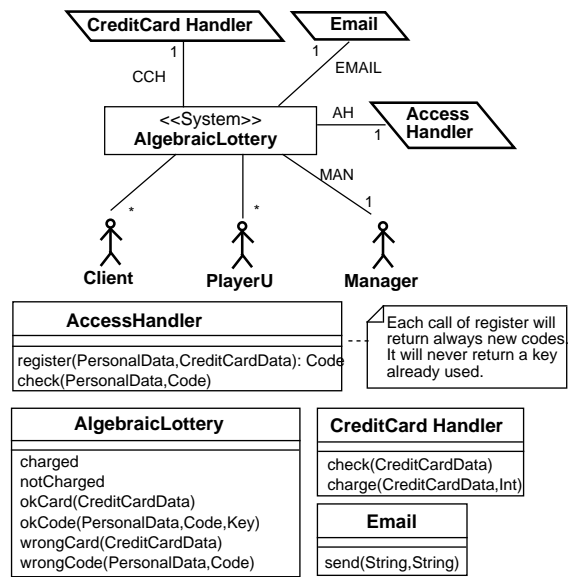 CreditCard Handler
Email
1
1
CCH
EMAIL
<<System>>
AlgebraicLottery
AH
1
Access
Handler
MAN
*
*
1
Client
PlayerU
Manager
AccessHandler
register(PersonalData,CreditCardData): Code
check(PersonalData,Code)
Each call of register will
return always new codes.
It will never return a key
already used.
AlgebraicLottery
charged
notCharged
okCard(CreditCardData)
okCode(PersonalData,Code,Key)
wrongCard(CreditCardData)
wrongCode(PersonalData,Code)
CreditCard Handler
check(CreditCardData)
charge(CreditCardData,Int)
Email
send(String,String)